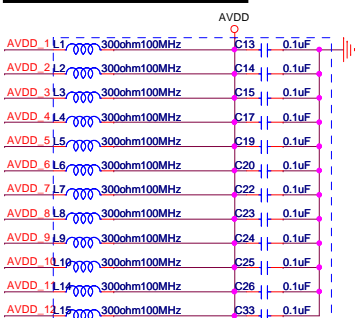 AVDD
AVDD_1 L1 300ohm100MHz C13 0.1uF
AVDD_2 L2 300ohm100MHz C14 0.1uF
AVDD_3 L3 300ohm100MHz C15 0.1uF
AVDD_4 L4 300ohm100MHz C17 0.1uF
AVDD_5 L5 300ohm100MHz C19 0.1uF
AVDD_6 L6 300ohm100MHz C20 0.1uF
AVDD_7 L7 300ohm100MHz C22 0.1uF
AVDD_8 L8 300ohm100MHz C23 0.1uF
AVDD_9 L9 300ohm100MHz C24 0.1uF
AVDD_10 L10 300ohm100MHz C25 0.1uF
AVDD_11 L14 300ohm100MHz C26 0.1uF
AVDD_12 L15 300ohm100MHz C33 0.1uF